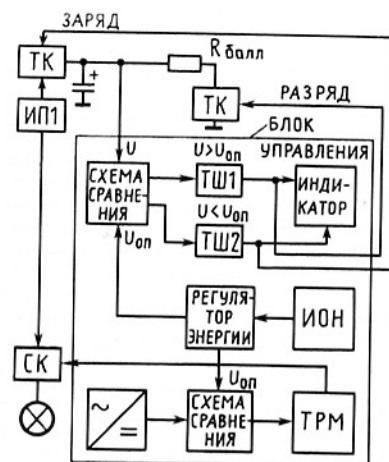 ЗАРЯД
ТК
+
R балл
ТК
РАЗРЯД
ИП1
БЛОК
УПРАВЛЕНИЯ
U
U>Uоп
СХЕМА
СРАВНЕ-
НИЯ
ТШ1
ИНДИ-
КАТОР
U<Uоп
ТШ2
Uоп
РЕГУЛЯ-
ТОР
ЭНЕРГИИ
ИОН
СК
Uоп
~
=
СХЕМА
СРАВНЕ-
НИЯ
ТРМ